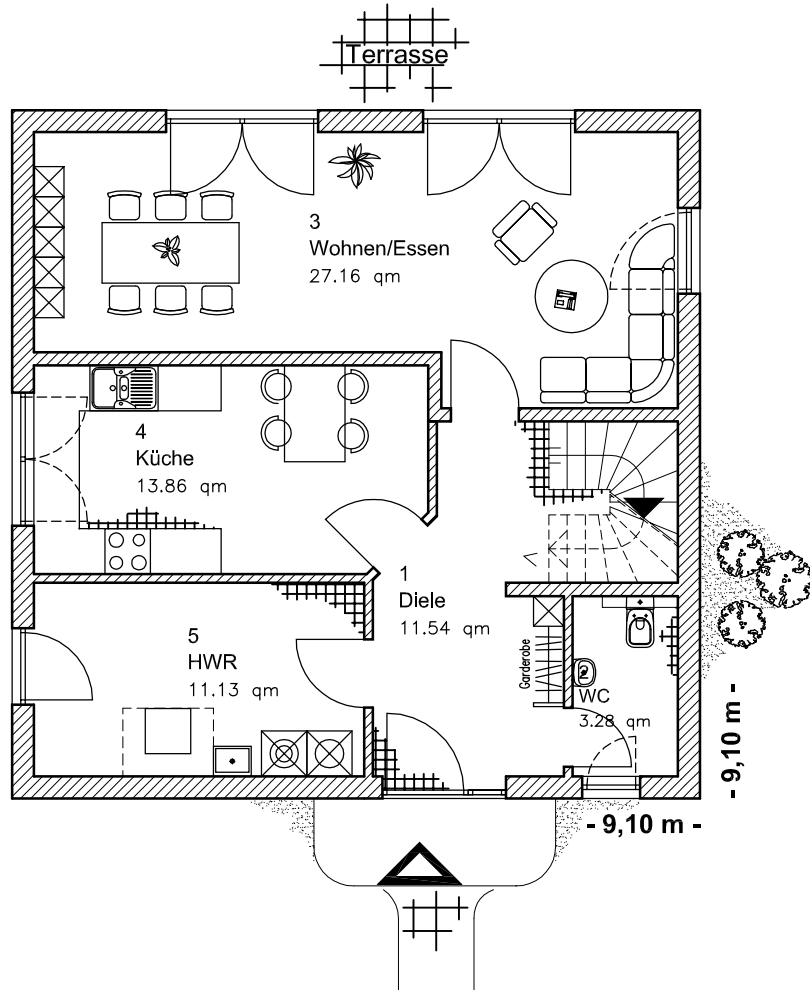 Terrasse
3
Wohnen/Essen
27.16 qm
4
Küche
13.86 qm
1
Diele
11.54 qm
5
HWR
11.13 qm
Garderobe
WC
3.28 qm
- 9,10 m -
- 9,10 m -